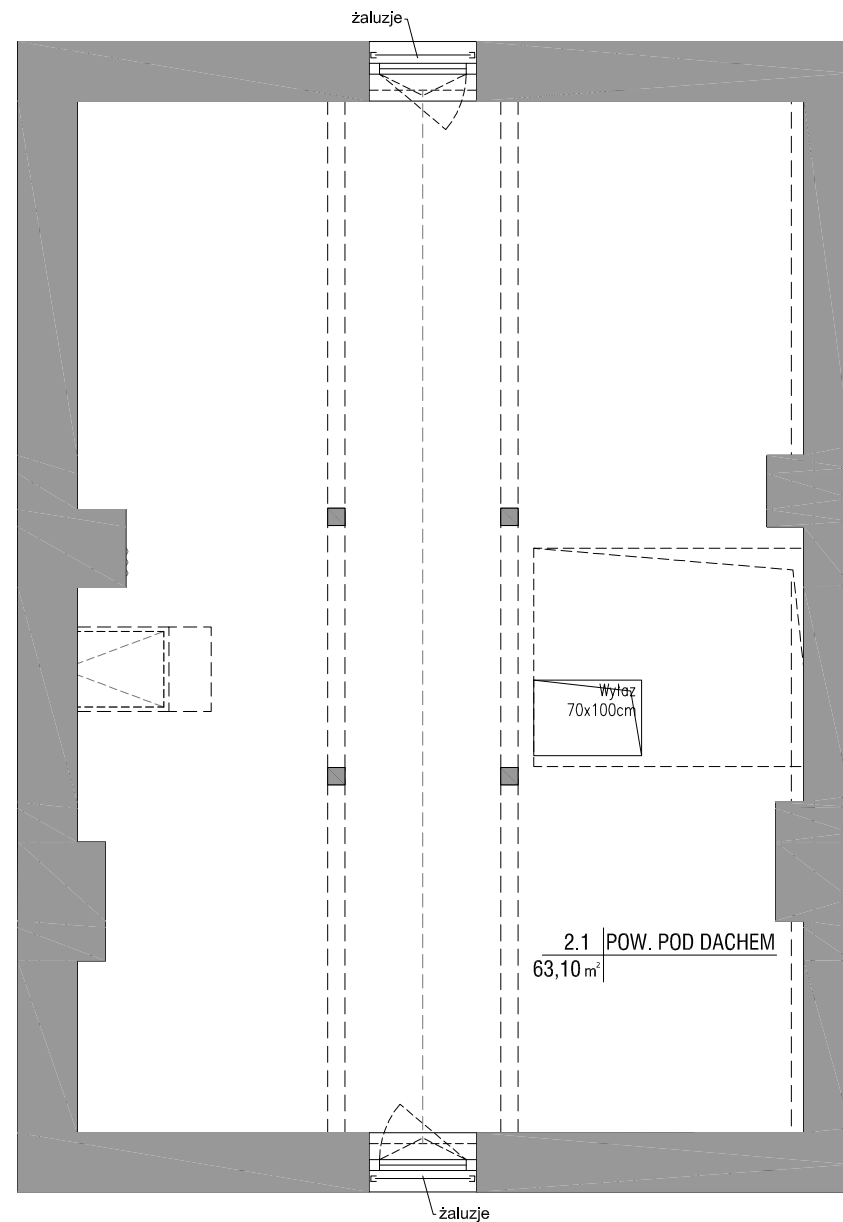 żaluzje
Wyłaz
70x100cm
2.1 POW. POD DACHEM
63,10 m²
żaluzje